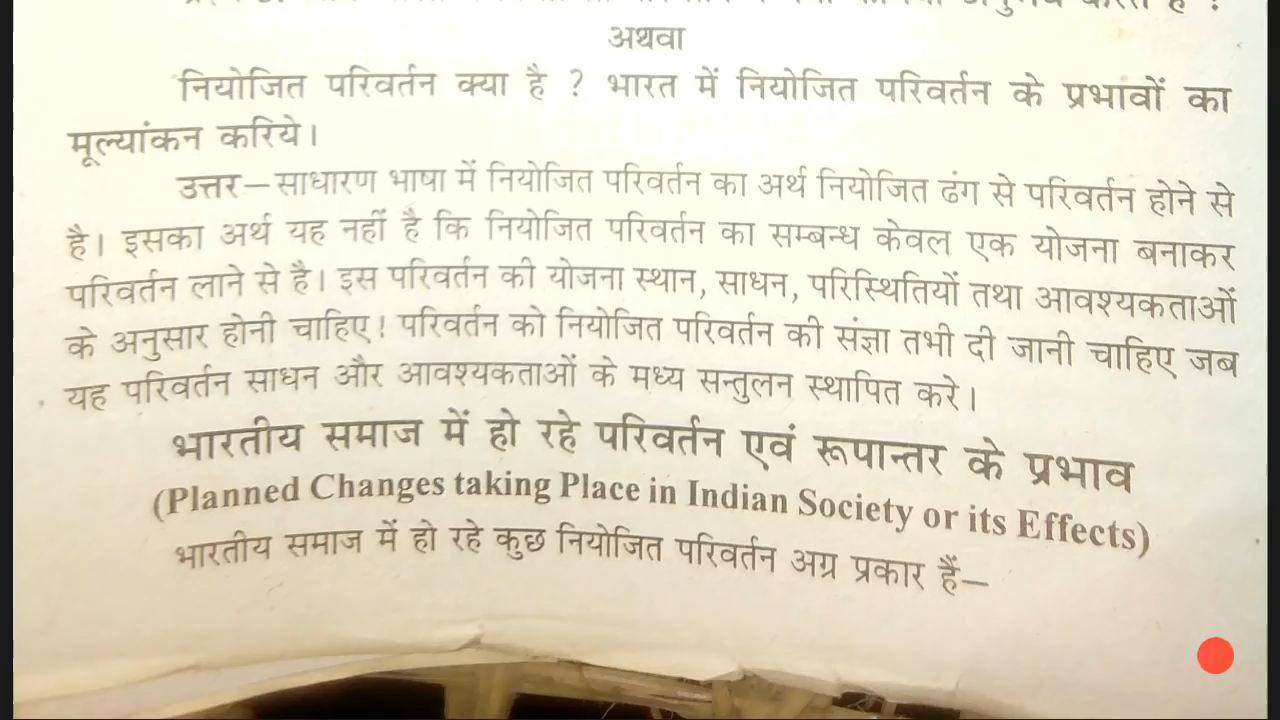 अथवा
नियोजित परिवर्तन क्या है ? भारत में नियोजित परिवर्तन के प्रभावों का
मूल्यांकन करिये।
उत्तर—साधारण भाषा में नियोजित परिवर्तन का अर्थ नियोजित ढंग से परिवर्तन होने से
है। इसका अर्थ यह नहीं है कि नियोजित परिवर्तन का सम्बन्ध केवल एक योजना बनाकर
परिवर्तन लाने से है। इस परिवर्तन की योजना स्थान, साधन, परिस्थितियों तथा आवश्यकताओं
के अनुसार होनी चाहिए! परिवर्तन को नियोजित परिवर्तन की संज्ञा तभी दी जानी चाहिए जब
यह परिवर्तन साधन और आवश्यकताओं के मध्य सन्तुलन स्थापित करे।
भारतीय समाज में हो रहे परिवर्तन एवं रूपान्तर के प्रभाव
(Planned Changes taking Place in Indian Society or its Effects)
भारतीय समाज में हो रहे कुछ नियोजित परिवर्तन अग्र प्रकार हैं—